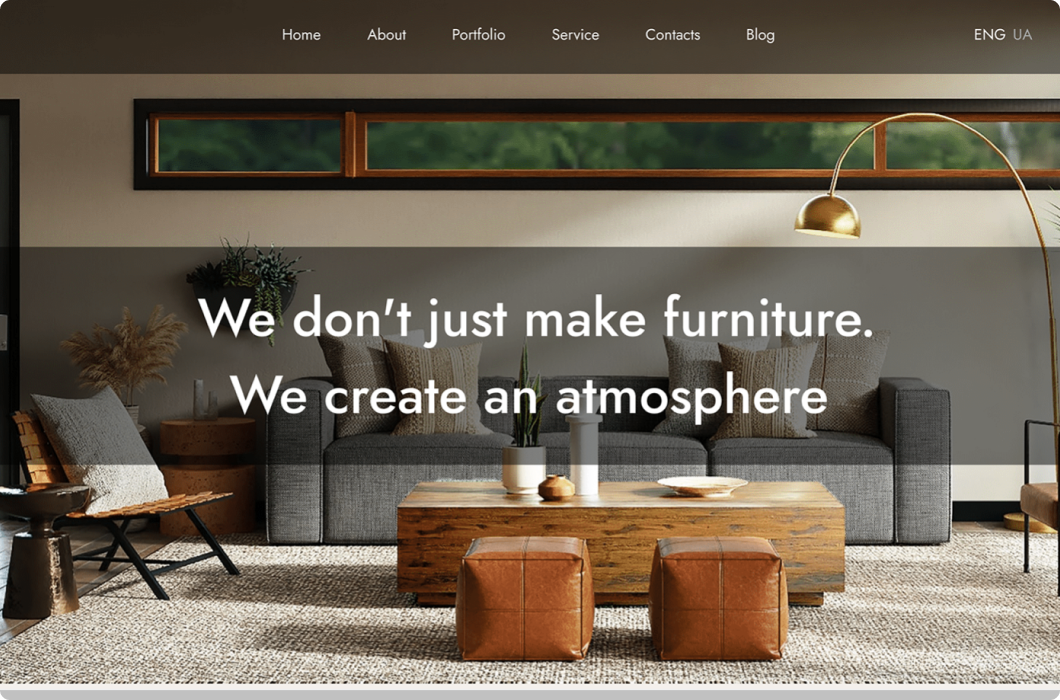 Home About Portfolio Service Contacts Blog ENG UA
We don't just make furniture.
We create an atmosphere